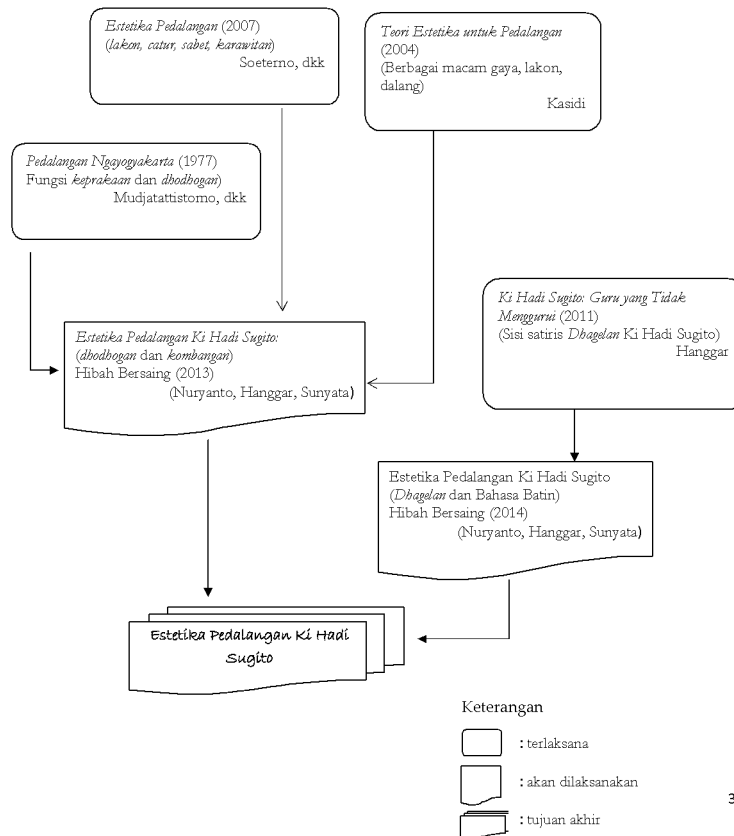 Estetika Pedalangan (2007)
(lakon, catur, sabet, karawitan)
Soeterno, dkk
Teori Estetika untuk Pedalangan
(2004)
(Berbagai macam gaya, lakon,
dalang)
Kasidi
Pedalangan Ngayogyakarta (1977)
Fungsi keprakaan dan dhodhogan)
Mudjatattistomo, dkk
Ki Hadi Sugito: Guru yang Tidak
Menggurui (2011)
(Sisi satiris Dhagelan Ki Hadi Sugito)
Hanggar
Estetika Pedalangan Ki Hadi Sugito:
(dhodhogan dan kombangan)
Hibah Bersaing (2013)
(Nuryanto, Hanggar, Sunyata)
Estetika Pedalangan Ki Hadi Sugito
(Dhagelan dan Bahasa Batin)
Hibah Bersaing (2014)
(Nuryanto, Hanggar, Sunyata)
Estetika Pedalangan Ki Hadi
Sugito
Keterangan
: terlaksana
: akan dilaksanakan
: tujuan akhir
3